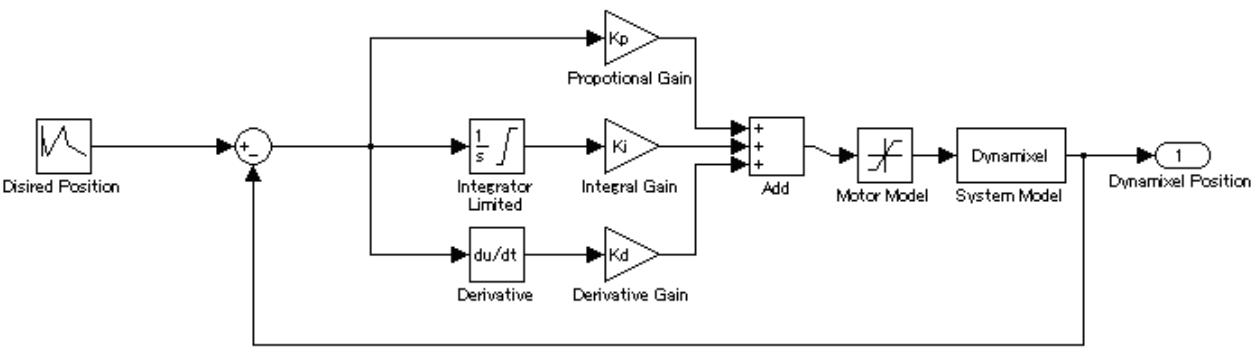 Kp
Propotional Gain
Disired Position
+
-
1
s
Integrator
Limited
Ki
Integral Gain
+
+
+
Add
Motor Model
Dynamixel
System Model
1
Dynamixel Position
du/dt
Derivative
Kd
Derivative Gain